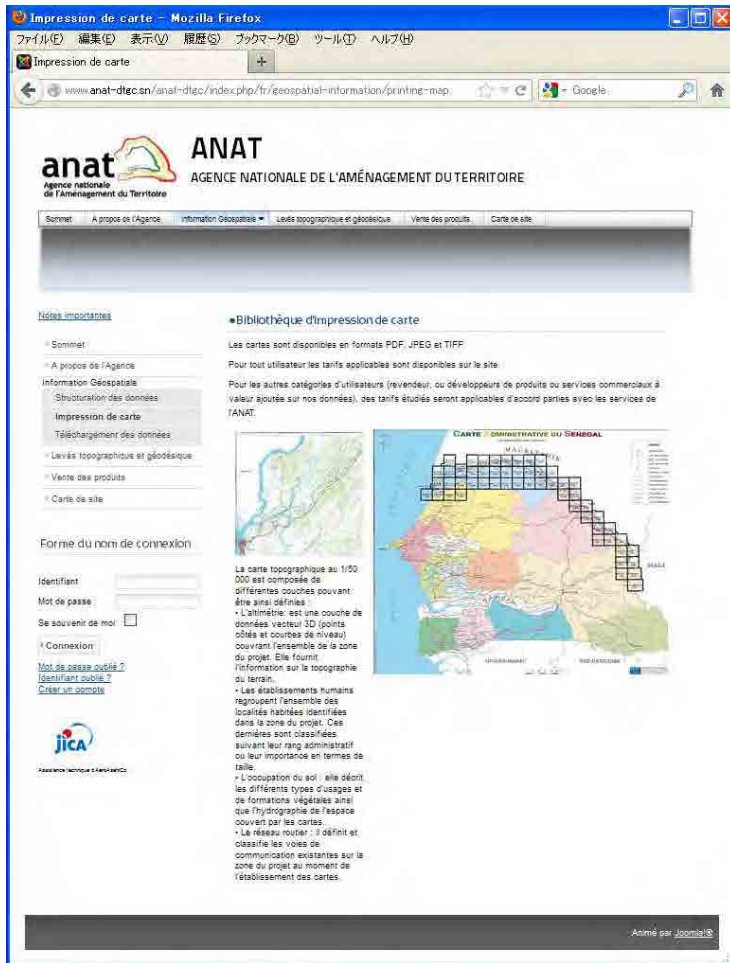 Impression de carte - Mozilla Firefox
ファイル(F) 編集(E) 表示(V) 履歴(S) ブックマーク(B) ツール(T) ヘルプ(H)
Impression de carte
www.anat-dtgc.sn/anat-dtgc/index.php/fr/geospatial-information/printing-map
Google
anat
Agence nationale
de l'Aménagement du Territoire
ANAT
AGENCE NATIONALE DE L'AMÉNAGEMENT DU TERRITOIRE
Sommet A propos de l'Agence Information Géospatiale Levés topographique et géodésique Vente des produits Carte de site
Notes importantes
Sommet
A propos de l'Agence
Information Géospatiale
Structuration des données
Impression de carte
Téléchargement des données
Levés topographique et géodésique
Vente des produits
Carte de site
Forme du nom de connexion
Identifiant
Mot de passe
Se souvenir de moi
Connexion
Mot de passe oublié ?
Identifiant oublié ?
Créer un compte
jica
Assistance technique d'AeroAsahiCo.
•Bibliothèque d'impression de carte
Les cartes sont disponibles en formats PDF, JPEG et TIFF
Pour tout utilisateur les tarifs applicables sont disponibles sur le site
Pour les autres catégories d'utilisateurs (revendeur, ou développeurs de produits ou services commerciaux à
valeur ajoutée sur nos données), des tarifs étudiés seront applicables d'accord parties avec les services de
l'ANAT.
CARTE ADMINISTRATIVE DU SENEGAL
MAURITANIE
MALI
La carte topographique au 1/50
000 est composée de
différentes couches pouvant
être ainsi définies :
• L'altimétrie: est une couche de
données vecteur 3D (points
côtés et courbes de niveau)
couvrant l'ensemble de la zone
du projet. Elle fournit
l'information sur la topographie
du terrain.
• Les établissements humains
regroupent l'ensemble des
localités habitées identifiées
dans la zone du projet. Ces
dernières sont classifiées
suivant leur rang administratif
ou leur importance en termes de
taille.
• L'occupation du sol : elle décrit
les différents types d'usages et
de formations végétales ainsi
que l'hydrographie de l'espace
couvert par les cartes.
• Le réseau routier : il définit et
classifie les voies de
communication existantes sur la
zone du projet au moment de
l'établissement des cartes.
Animé par Joomla!®